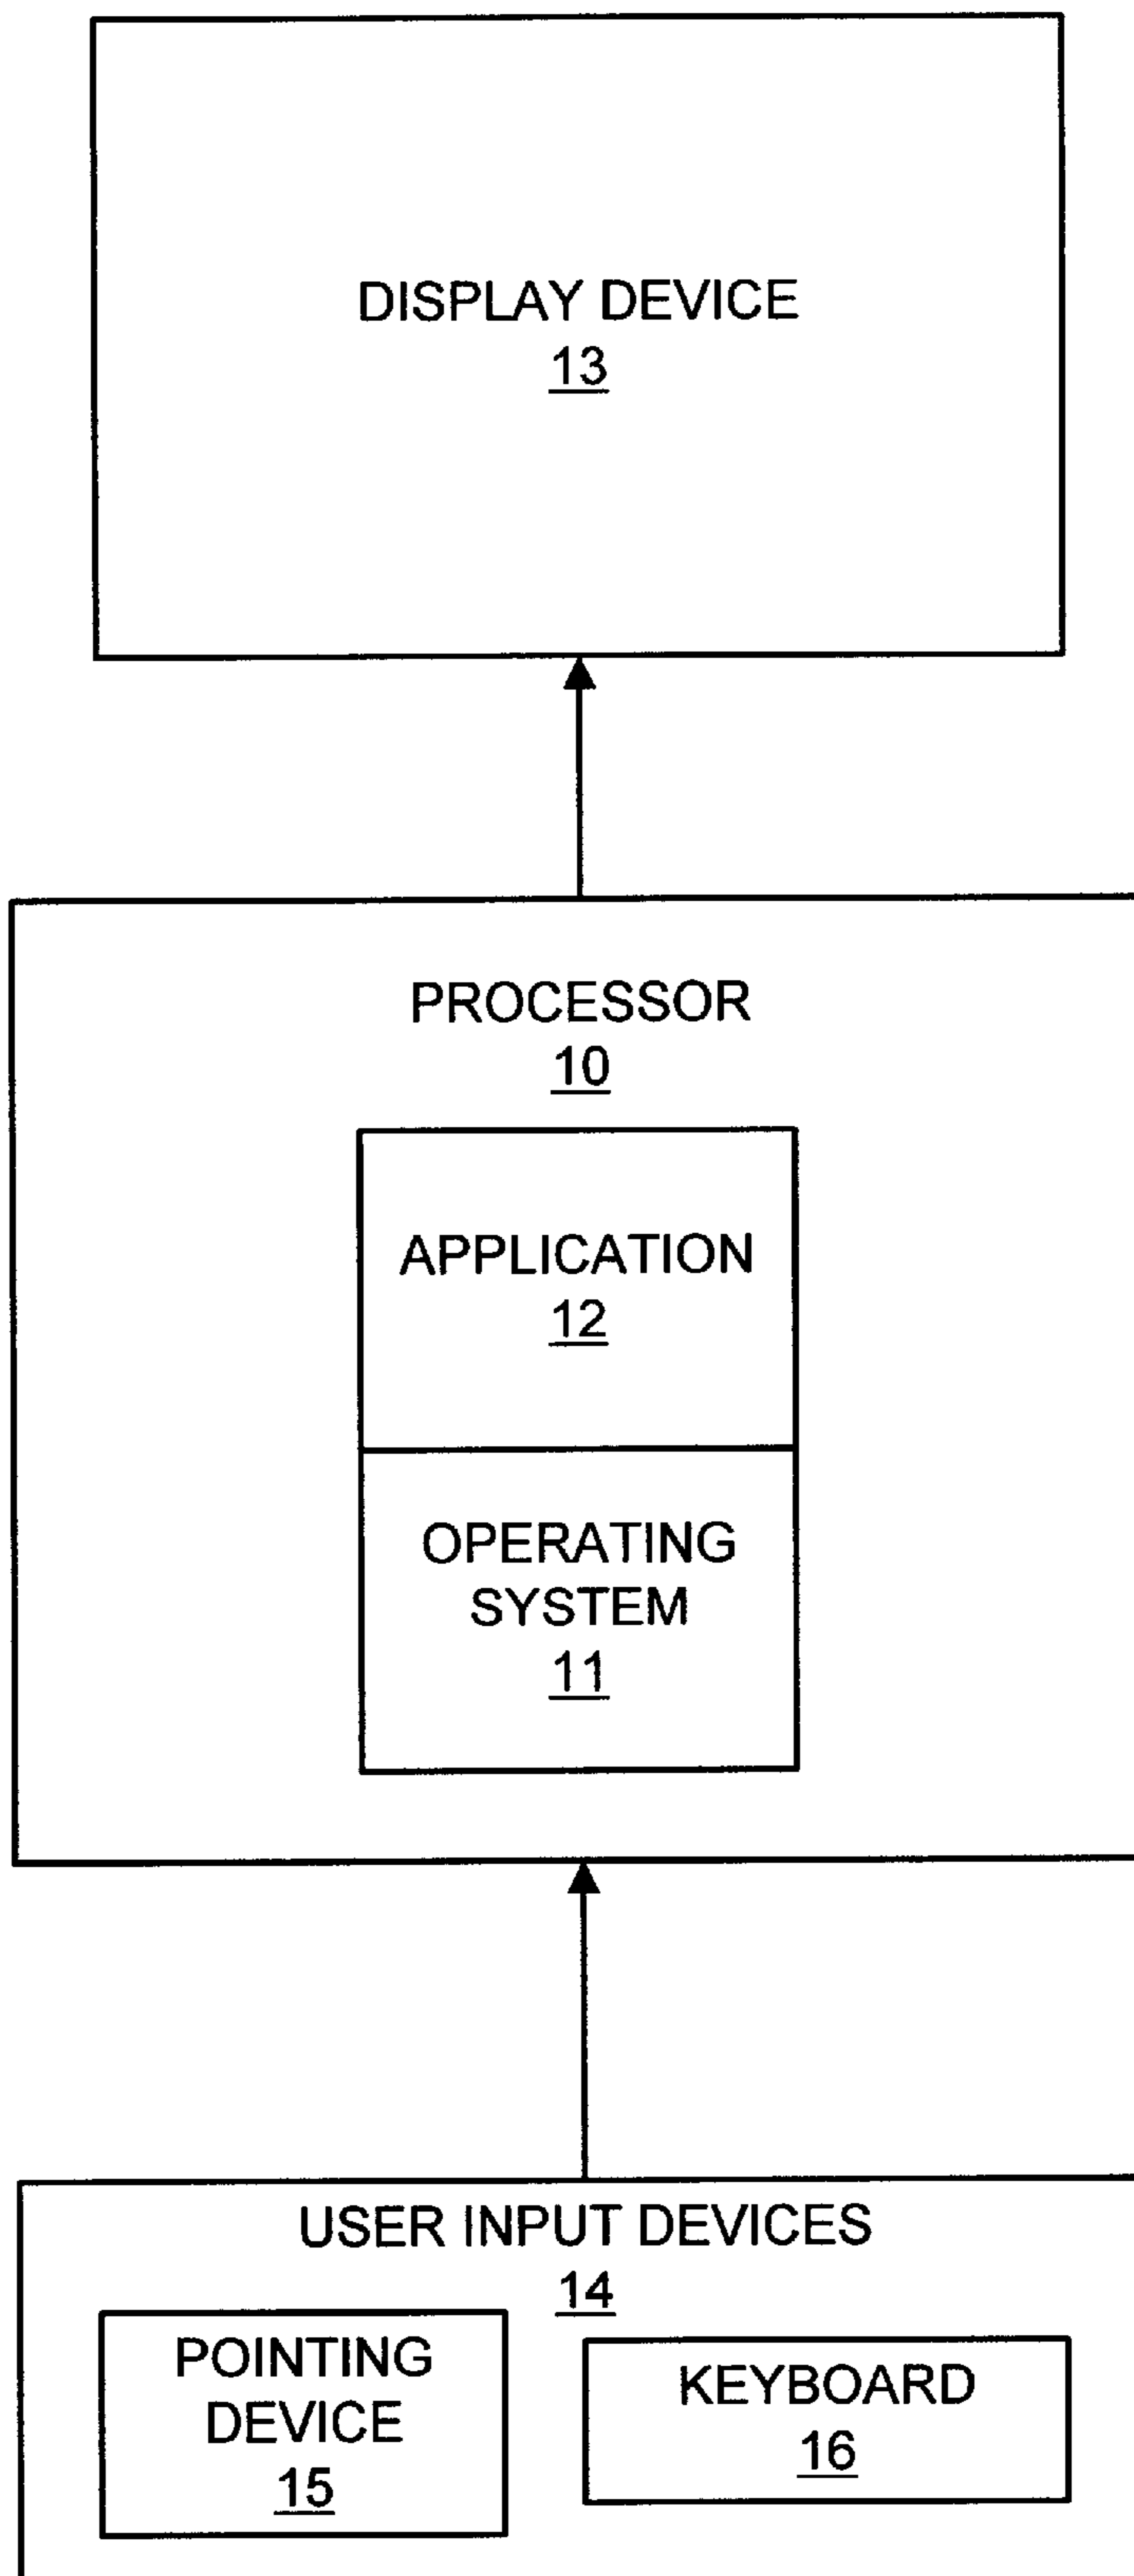 DISPLAY DEVICE
13
PROCESSOR
10
APPLICATION
12
OPERATING
SYSTEM
11
USER INPUT DEVICES
14
POINTING
DEVICE
15
KEYBOARD
16